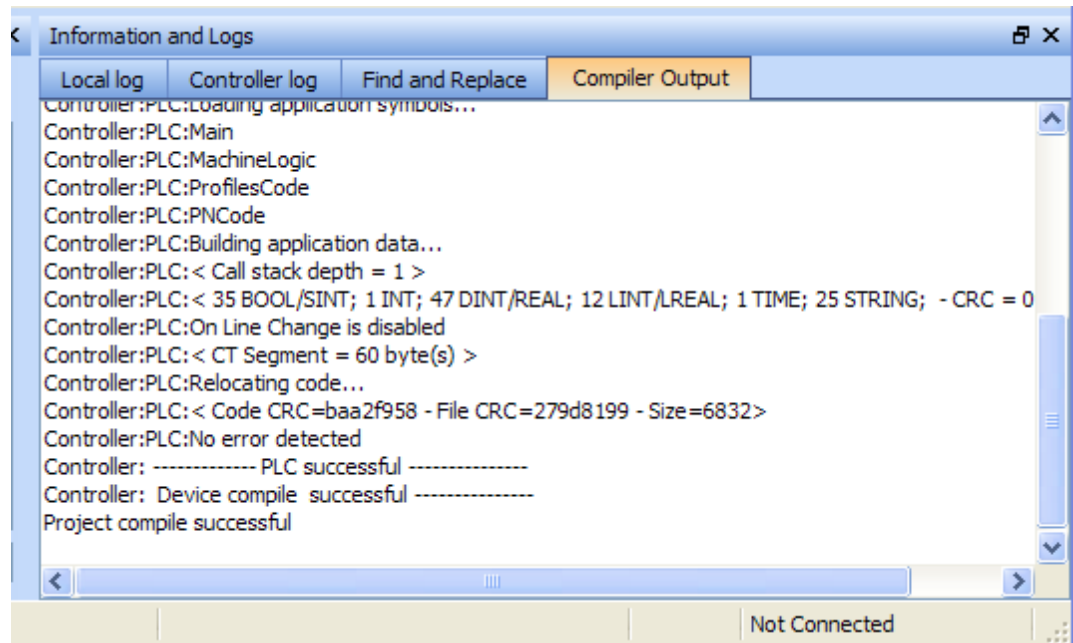 Information and Logs
Local log Controller log Find and Replace Compiler Output
Controller:PLC:Loading application symbols...
Controller:PLC:Main
Controller:PLC:MachineLogic
Controller:PLC:ProfilesCode
Controller:PLC:PNCode
Controller:PLC:Building application data...
Controller:PLC:< Call stack depth = 1 >
Controller:PLC:< 35 BOOL/SINT; 1 INT; 47 DINT/REAL; 12 LINT/LREAL; 1 TIME; 25 STRING;  - CRC = 0
Controller:PLC:On Line Change is disabled
Controller:PLC:< CT Segment = 60 byte(s) >
Controller:PLC:Relocating code...
Controller:PLC:< Code CRC=baa2f958 - File CRC=279d8199 - Size=6832>
Controller:PLC:No error detected
Controller: ------------- PLC successful ---------------
Controller:  Device compile  successful ---------------
Project compile successful
Not Connected